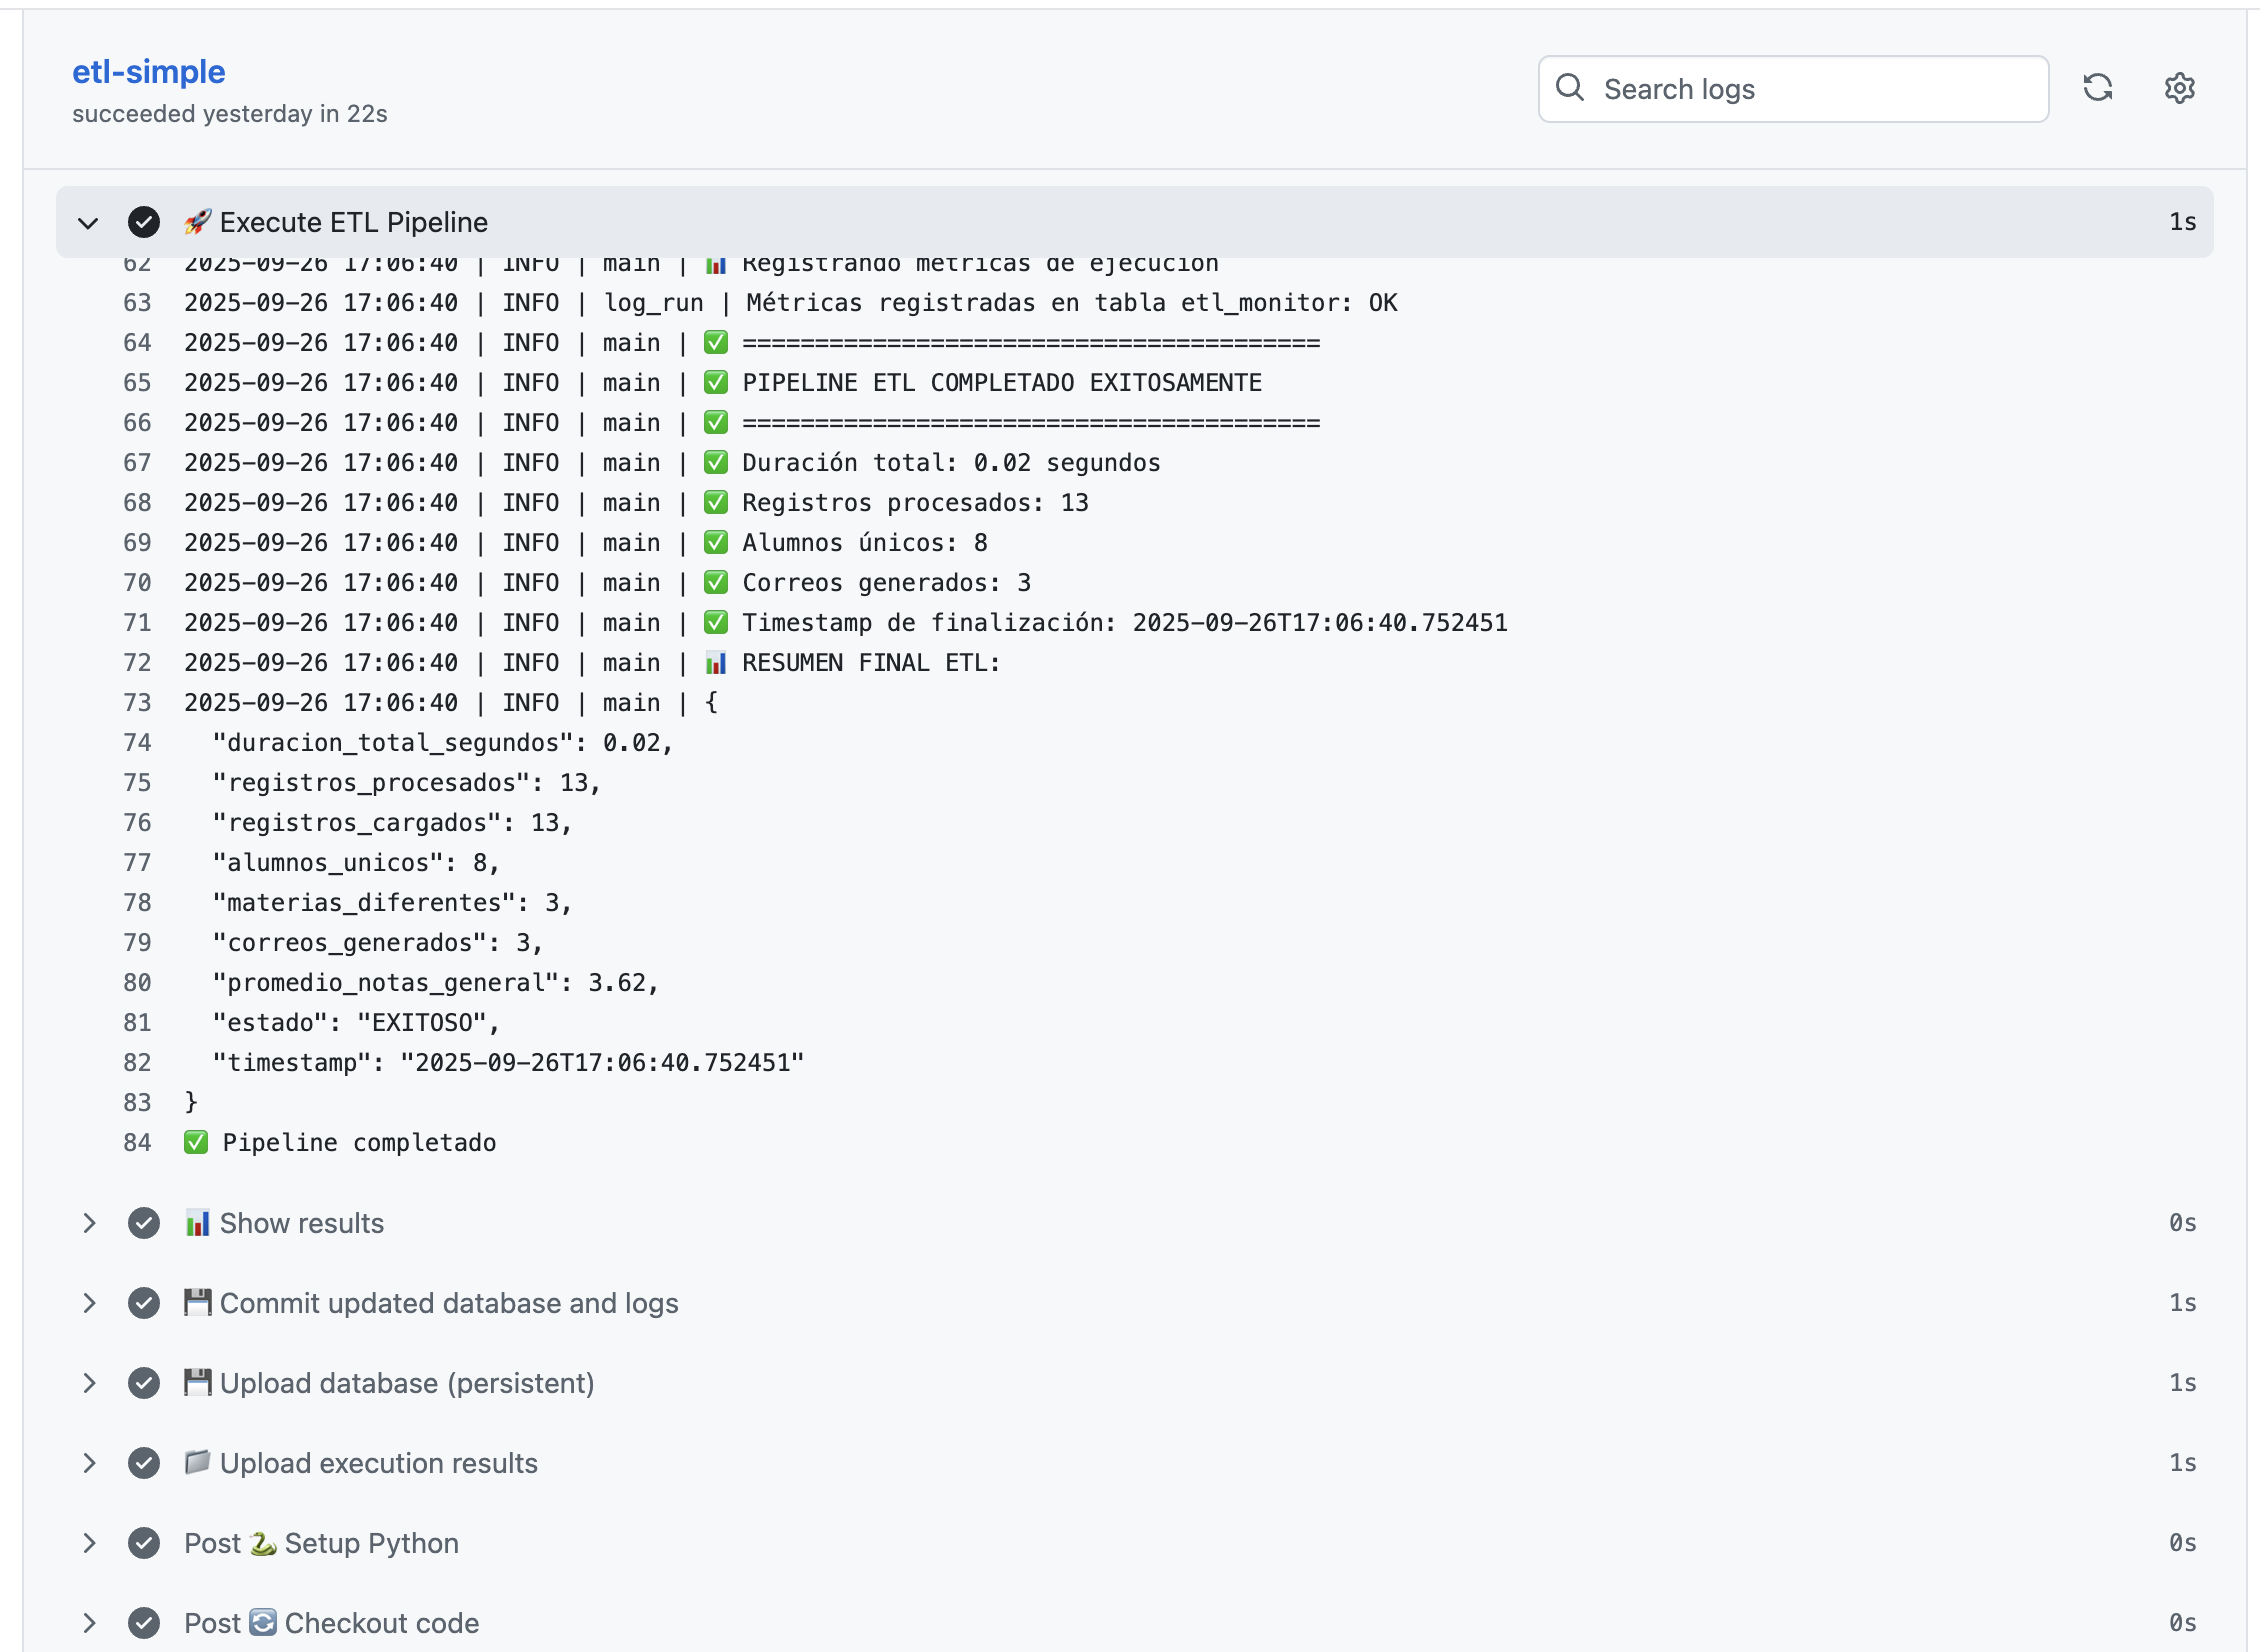 etl-simple
succeeded yesterday in 22s
Search logs
🚀 Execute ETL Pipeline 1s
62 2025-09-26 17:06:40 | INFO | main | 📊 Registrando métricas de ejecución
63 2025-09-26 17:06:40 | INFO | log_run | Métricas registradas en tabla etl_monitor: OK
64 2025-09-26 17:06:40 | INFO | main | ✅ ========================================
65 2025-09-26 17:06:40 | INFO | main | ✅ PIPELINE ETL COMPLETADO EXITOSAMENTE
66 2025-09-26 17:06:40 | INFO | main | ✅ ========================================
67 2025-09-26 17:06:40 | INFO | main | ✅ Duración total: 0.02 segundos
68 2025-09-26 17:06:40 | INFO | main | ✅ Registros procesados: 13
69 2025-09-26 17:06:40 | INFO | main | ✅ Alumnos únicos: 8
70 2025-09-26 17:06:40 | INFO | main | ✅ Correos generados: 3
71 2025-09-26 17:06:40 | INFO | main | ✅ Timestamp de finalización: 2025-09-26T17:06:40.752451
72 2025-09-26 17:06:40 | INFO | main | 📊 RESUMEN FINAL ETL:
73 2025-09-26 17:06:40 | INFO | main | {
74 "duracion_total_segundos": 0.02,
75 "registros_procesados": 13,
76 "registros_cargados": 13,
77 "alumnos_unicos": 8,
78 "materias_diferentes": 3,
79 "correos_generados": 3,
80 "promedio_notas_general": 3.62,
81 "estado": "EXITOSO",
82 "timestamp": "2025-09-26T17:06:40.752451"
83 }
84 ✅ Pipeline completado
📊 Show results 0s
💾 Commit updated database and logs 1s
💾 Upload database (persistent) 1s
📁 Upload execution results 1s
Post 🐍 Setup Python 0s
Post 🔄 Checkout code 0s